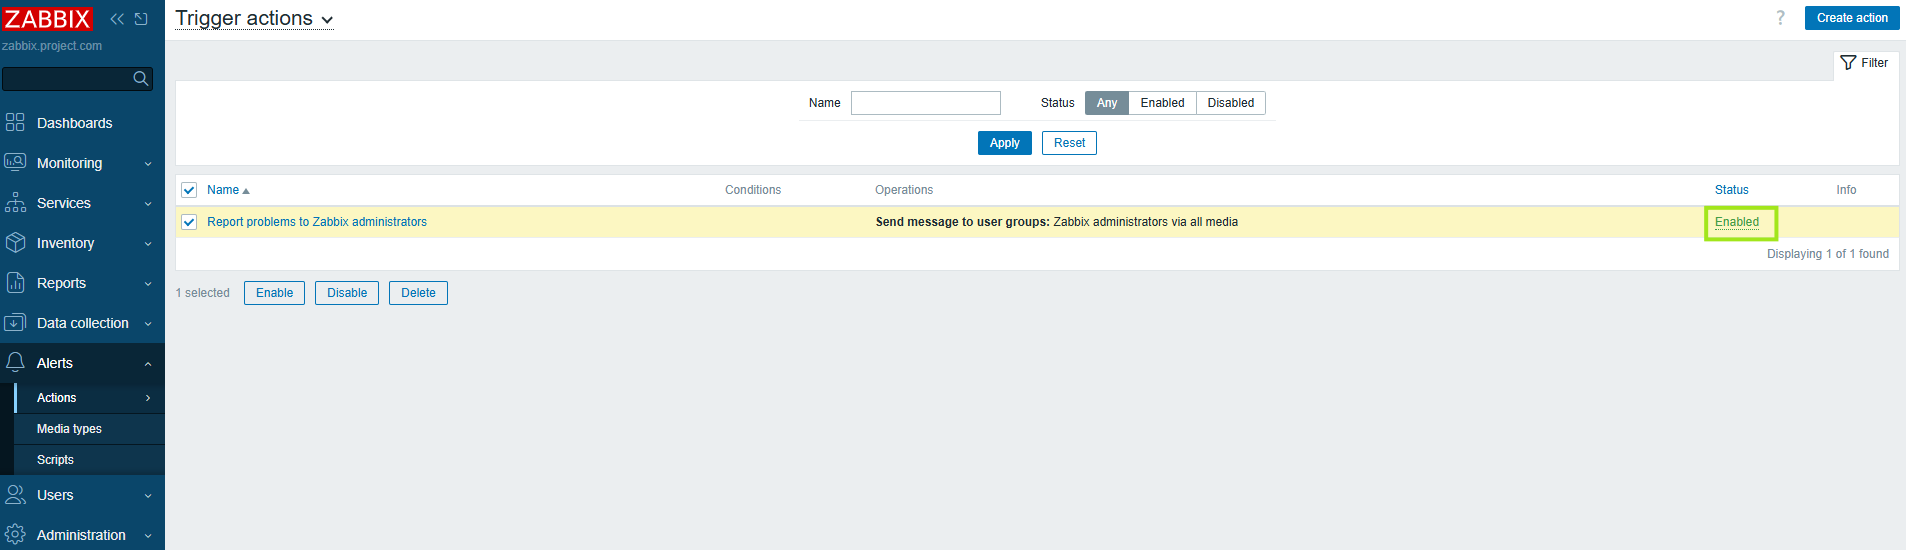 ZABBIX
zabbix.project.com
Dashboards
Monitoring
Services
Inventory
Reports
Data collection
Alerts
Actions
Media types
Scripts
Users
Administration
Trigger actions
? Create action
Filter
Name Status Any Enabled Disabled
Apply Reset
Name Conditions Operations Status Info
Report problems to Zabbix administrators Send message to user groups: Zabbix administrators via all media Enabled
Displaying 1 of 1 found
1 selected Enable Disable Delete